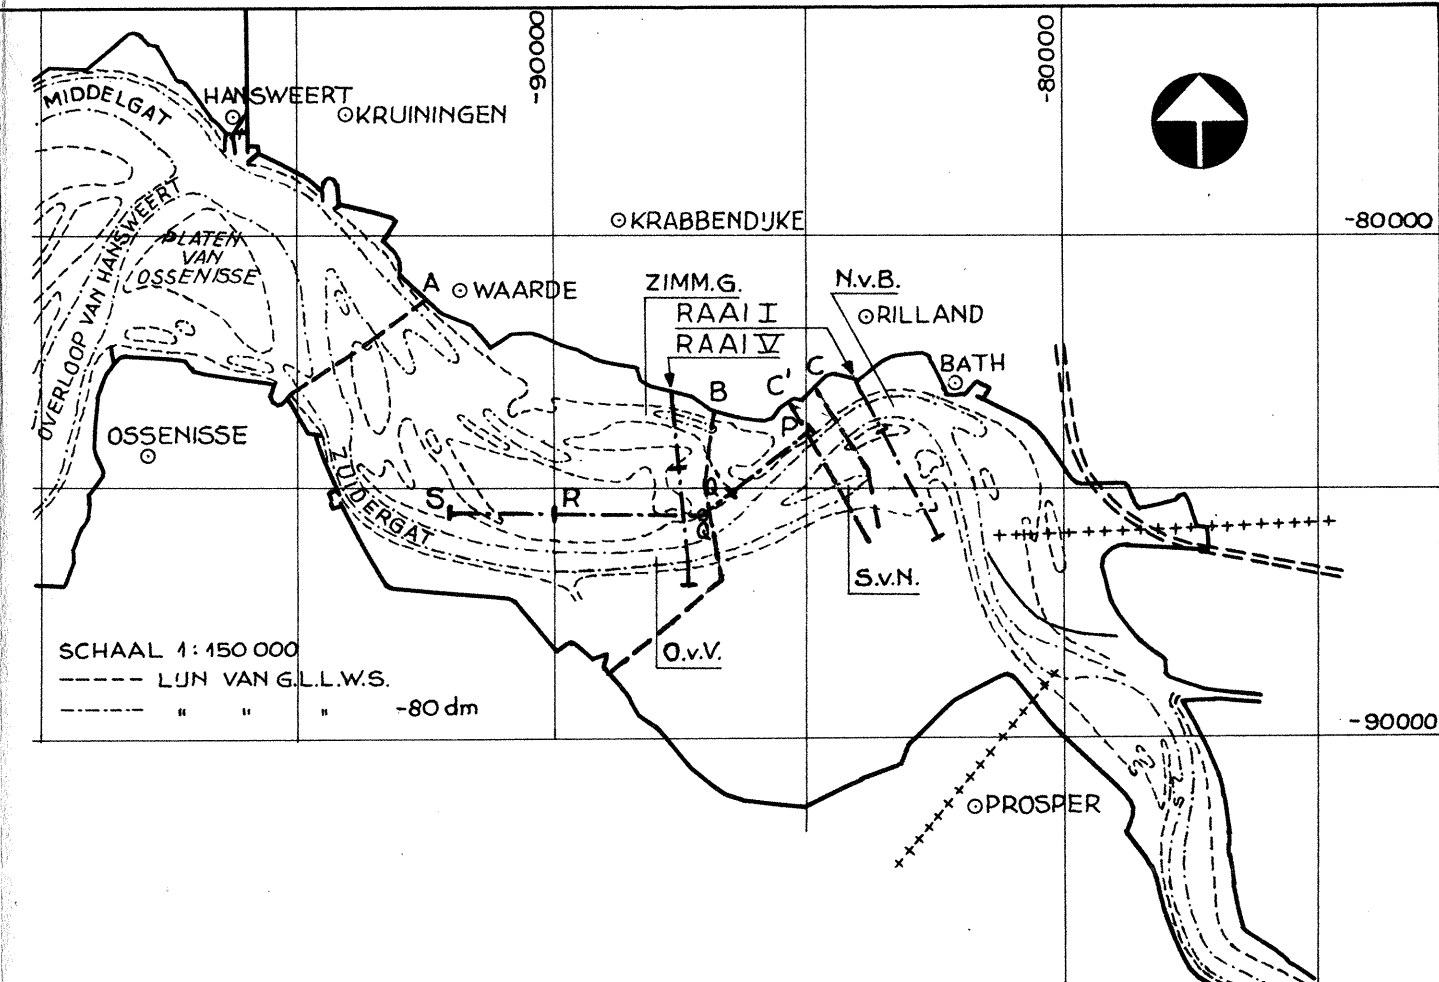 -90000
-80000
MIDDELGAT
HANSWEERT
KRUININGEN
KRABBENDIJKE
-80000
OVERLOOP VAN HANSWEERT
PLATEN
VAN
OSSENISSE
A
WAARDE
ZIMM.G.
N.v.B.
RAAI I
RILLAND
RAAI V
BATH
B
C'
C
P
OSSENISSE
ZUIDERGAT
S
R
Q
Q'
S.v.N.
O.v.V.
SCHAAL 1:150 000
LIJN VAN G.L.L.W.S.
" " " -80 dm
-90000
PROSPER